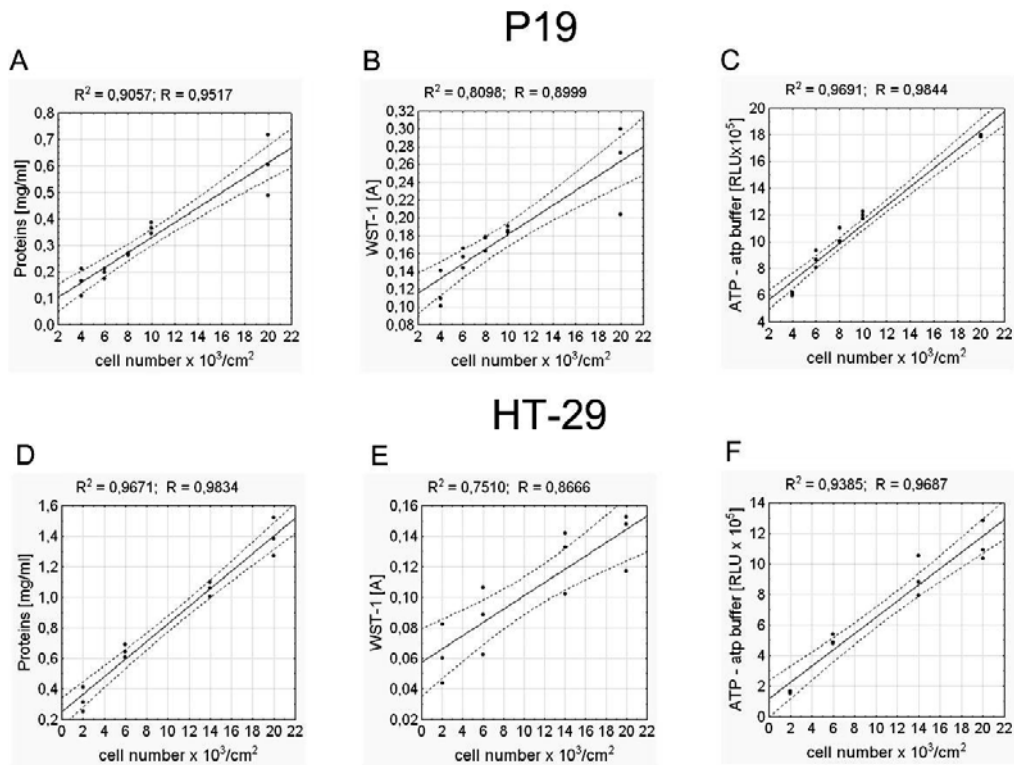 P19
A
R² = 0,9057; R = 0,9517
Proteins [mg/ml]
0,8
0,7
0,6
0,5
0,4
0,3
0,2
0,1
0,0
2 4 6 8 10 12 14 16 18 20 22
cell number x 10³/cm²
B
R² = 0,8098; R = 0,8999
WST-1 [A]
0,32
0,30
0,28
0,26
0,24
0,22
0,20
0,18
0,16
0,14
0,12
0,10
0,08
2 4 6 8 10 12 14 16 18 20 22
cell number x 10³/cm²
C
R² = 0,9691; R = 0,9844
ATP - atp buffer [RLUx10⁵]
20
18
16
14
12
10
8
6
4
2 4 6 8 10 12 14 16 18 20 22
cell number x 10³/cm²
HT-29
D
R² = 0,9671; R = 0,9834
Proteins [mg/ml]
1,6
1,4
1,2
1,0
0,8
0,6
0,4
0,2
0 2 4 6 8 10 12 14 16 18 20 22
cell number x 10³/cm²
E
R² = 0,7510; R = 0,8666
WST-1 [A]
0,16
0,14
0,12
0,10
0,08
0,06
0,04
0,02
0 2 4 6 8 10 12 14 16 18 20 22
cell number x 10³/cm²
F
R² = 0,9385; R = 0,9687
ATP - atp buffer [RLU x 10⁵]
14
12
10
8
6
4
2
0
0 2 4 6 8 10 12 14 16 18 20 22
cell number x 10³/cm²